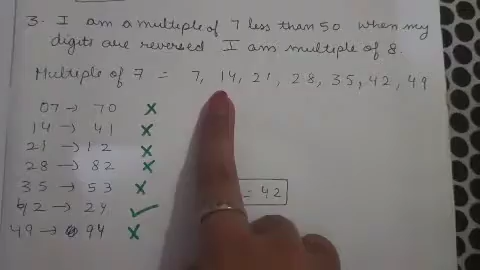 3. I am a multiple of 7 less than 50 when my
digits are reversed I am multiple of 8.
Multiple of 7 = 7, 14, 21, 28, 35, 42, 49
07 → 70 ×
14 → 41 ×
21 → 12 ×
28 → 82 ×
35 → 53 ×
42 → 24 ✓
49 → 94 ×
= 42